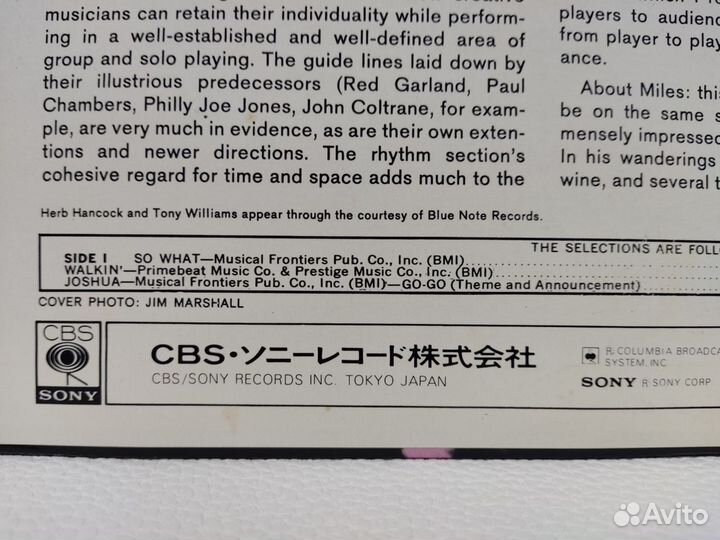 musicians can retain their individuality while perform-
ing in a well-established and well-defined area of
group and solo playing. The guide lines laid down by
their illustrious predecessors (Red Garland, Paul
Chambers, Philly Joe Jones, John Coltrane, for exam-
ple, are very much in evidence, as are their own exten-
tions and newer directions. The rhythm section's
cohesive regard for time and space adds much to the
players to audienc
from player to play
ance.
About Miles: this
be on the same s
mensely impressed
In his wanderings
wine, and several t
Herb Hancock and Tony Williams appear through the courtesy of Blue Note Records.
THE SELECTIONS ARE FOLL
SIDE I SO WHAT—Musical Frontiers Pub. Co., Inc. (BMI)
WALKIN'—Primebeat Music Co. & Prestige Music Co., Inc. (BMI)
JOSHUA—Musical Frontiers Pub. Co., Inc. (BMI)—GO-GO (Theme and Announcement)
COVER PHOTO: JIM MARSHALL
CBS
SONY
CBS・ソニーレコード株式会社
CBS/SONY RECORDS INC. TOKYO JAPAN
R. COLUMBIA BROADCA
SYSTEM, INC.
SONY R SONY CORP
Avito